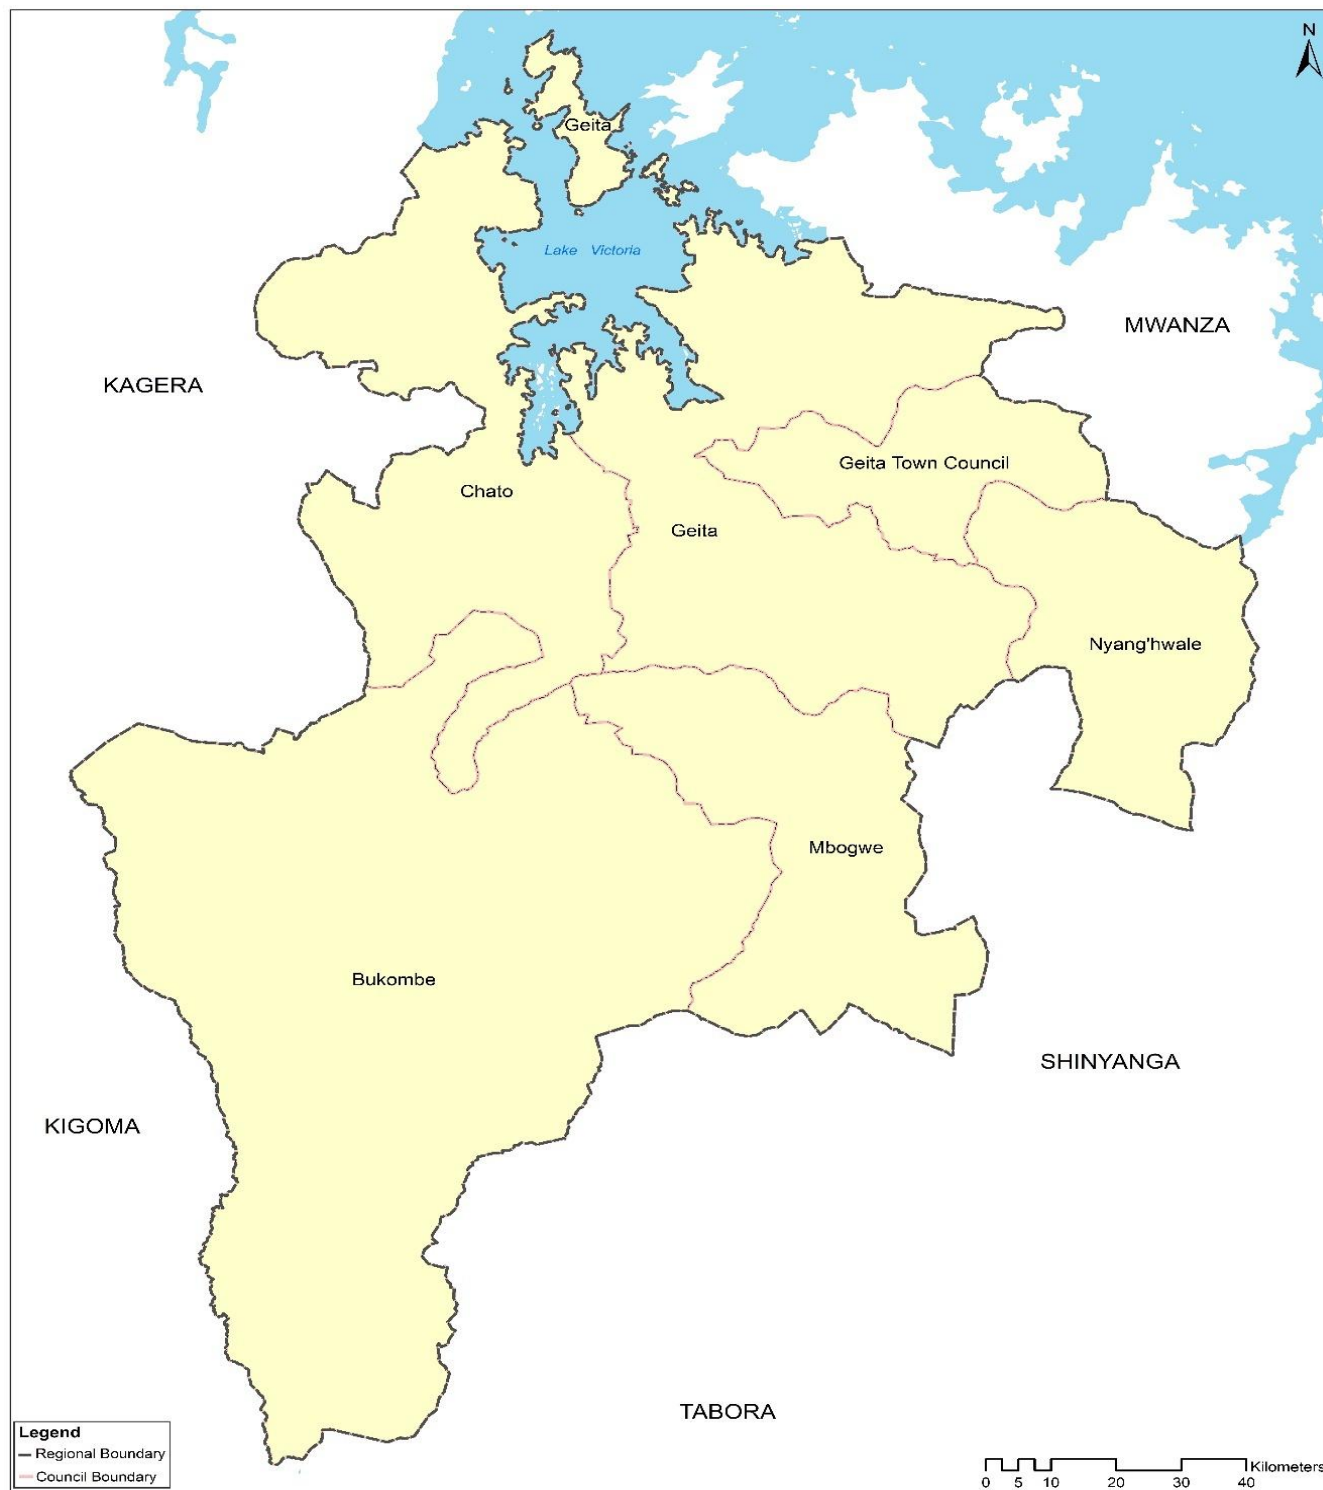 N
Geita
Lake Victoria
MWANZA
KAGERA
Geita Town Council
Chato
Geita
Nyang'hwale
Mbogwe
Bukombe
SHINYANGA
KIGOMA
TABORA
Legend
Regional Boundary
Council Boundary
Kilometers
0 5 10 20 30 40